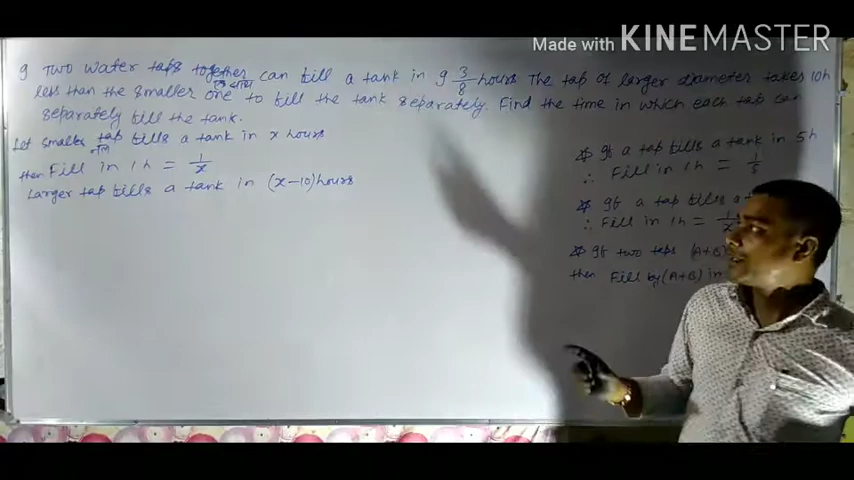 Made with KINEMASTER
9 Two water taps together can fill a tank in 9 3/8 hours The tap of larger diameter takes 10h
less than the smaller one to fill the tank separately. Find the time in which each tap can
separately fill the tank.
Let smaller tap fills a tank in x hours
नल
then Fill in 1h = 1/x
Larger tap fills a tank in (x-10) hours
* If a tap fills a tank in 5h
∴ Fill in 1h = 1/5
* If a tap fills a
∴ Fill in 1h = 1/x
* If two taps (A+B)
then Fill by (A+B) in